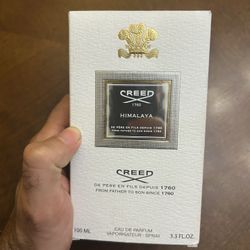 CREED
1760
HIMALAYA
DE PÈRE EN FILS DEPUIS 1760
FROM FATHER TO SON SINCE 1760
CREED
DE PÈRE EN FILS DEPUIS 1760
FROM FATHER TO SON SINCE 1760
100 ML
EAU DE PARFUM
VAPORISATEUR - SPRAY
3.3 FL.OZ